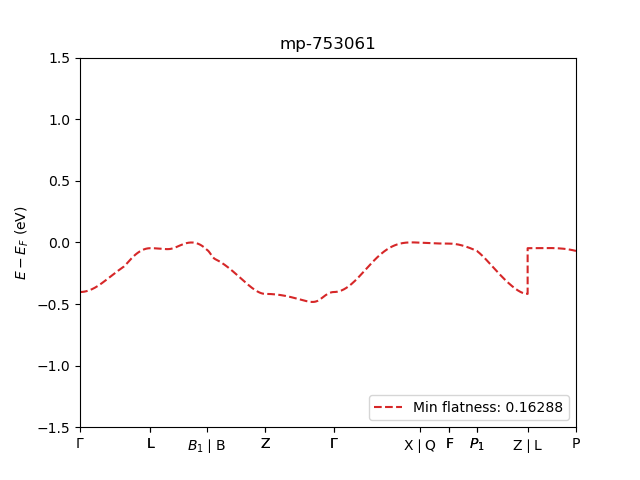 mp-753061
1.5
1.0
0.5
0.0
−0.5
−1.0
−1.5
E − E_F (eV)
Min flatness: 0.16288
Γ L B₁ | B Z Γ X | Q F P₁ Z | L P